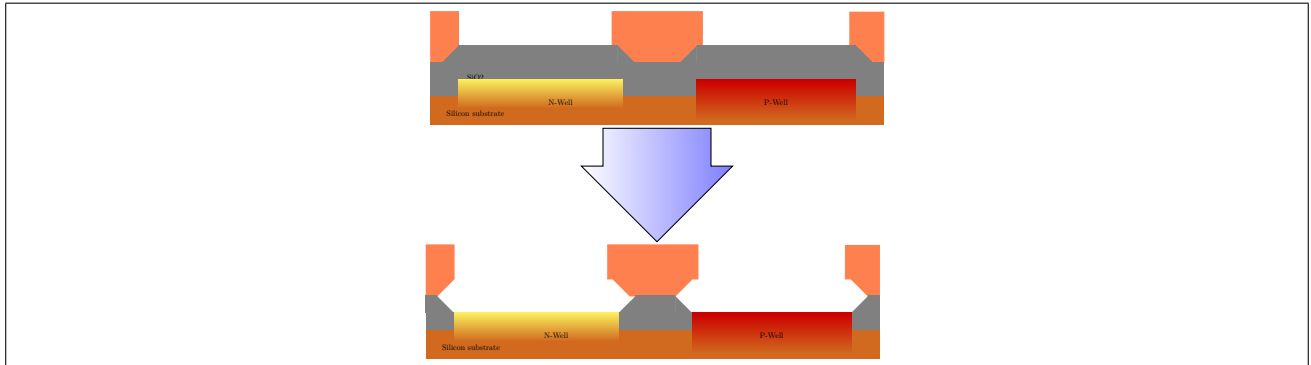 SiO2
N-Well
P-Well
Silicon substrate
N-Well
P-Well
Silicon substrate